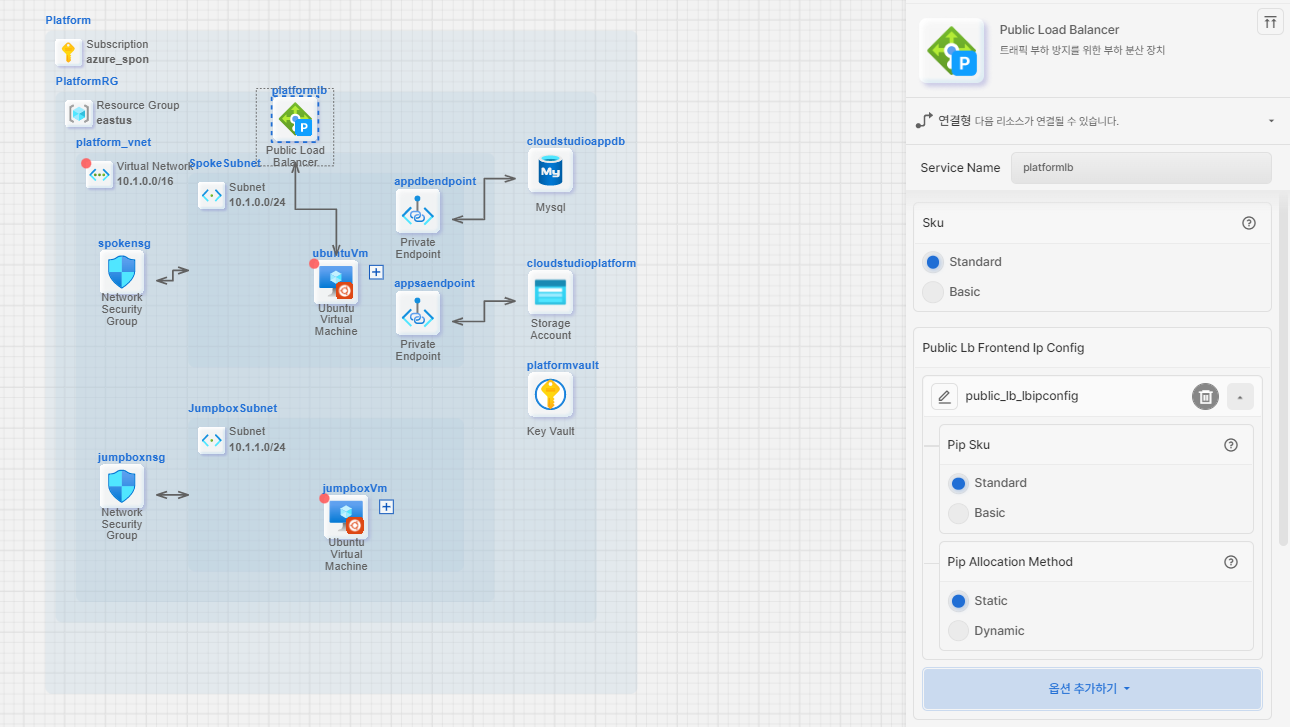 Platform
Subscription
azure_spon
PlatformRG
Resource Group
eastus
platformlb
P
Public Load
Balancer
platform_vnet
Virtual Network
10.1.0.0/16
SpokeSubnet
Subnet
10.1.0.0/24
appdbendpoint
Private
Endpoint
cloudstudioappdb
My
Mysql
spokensg
Network
Security
Group
ubuntuVm
Ubuntu
Virtual
Machine
appsaendpoint
Private
Endpoint
cloudstudioplatform
Storage
Account
platformvault
Key Vault
JumpboxSubnet
Subnet
10.1.1.0/24
jumpboxnsg
Network
Security
Group
jumpboxVm
Ubuntu
Virtual
Machine
P
Public Load Balancer
트래픽 부하 방지를 위한 부하 분산 장치
연결형 다음 리소스가 연결될 수 있습니다.
Service Name platformlb
Sku
Standard
Basic
Public Lb Frontend Ip Config
public_lb_lbipconfig
Pip Sku
Standard
Basic
Pip Allocation Method
Static
Dynamic
옵션 추가하기